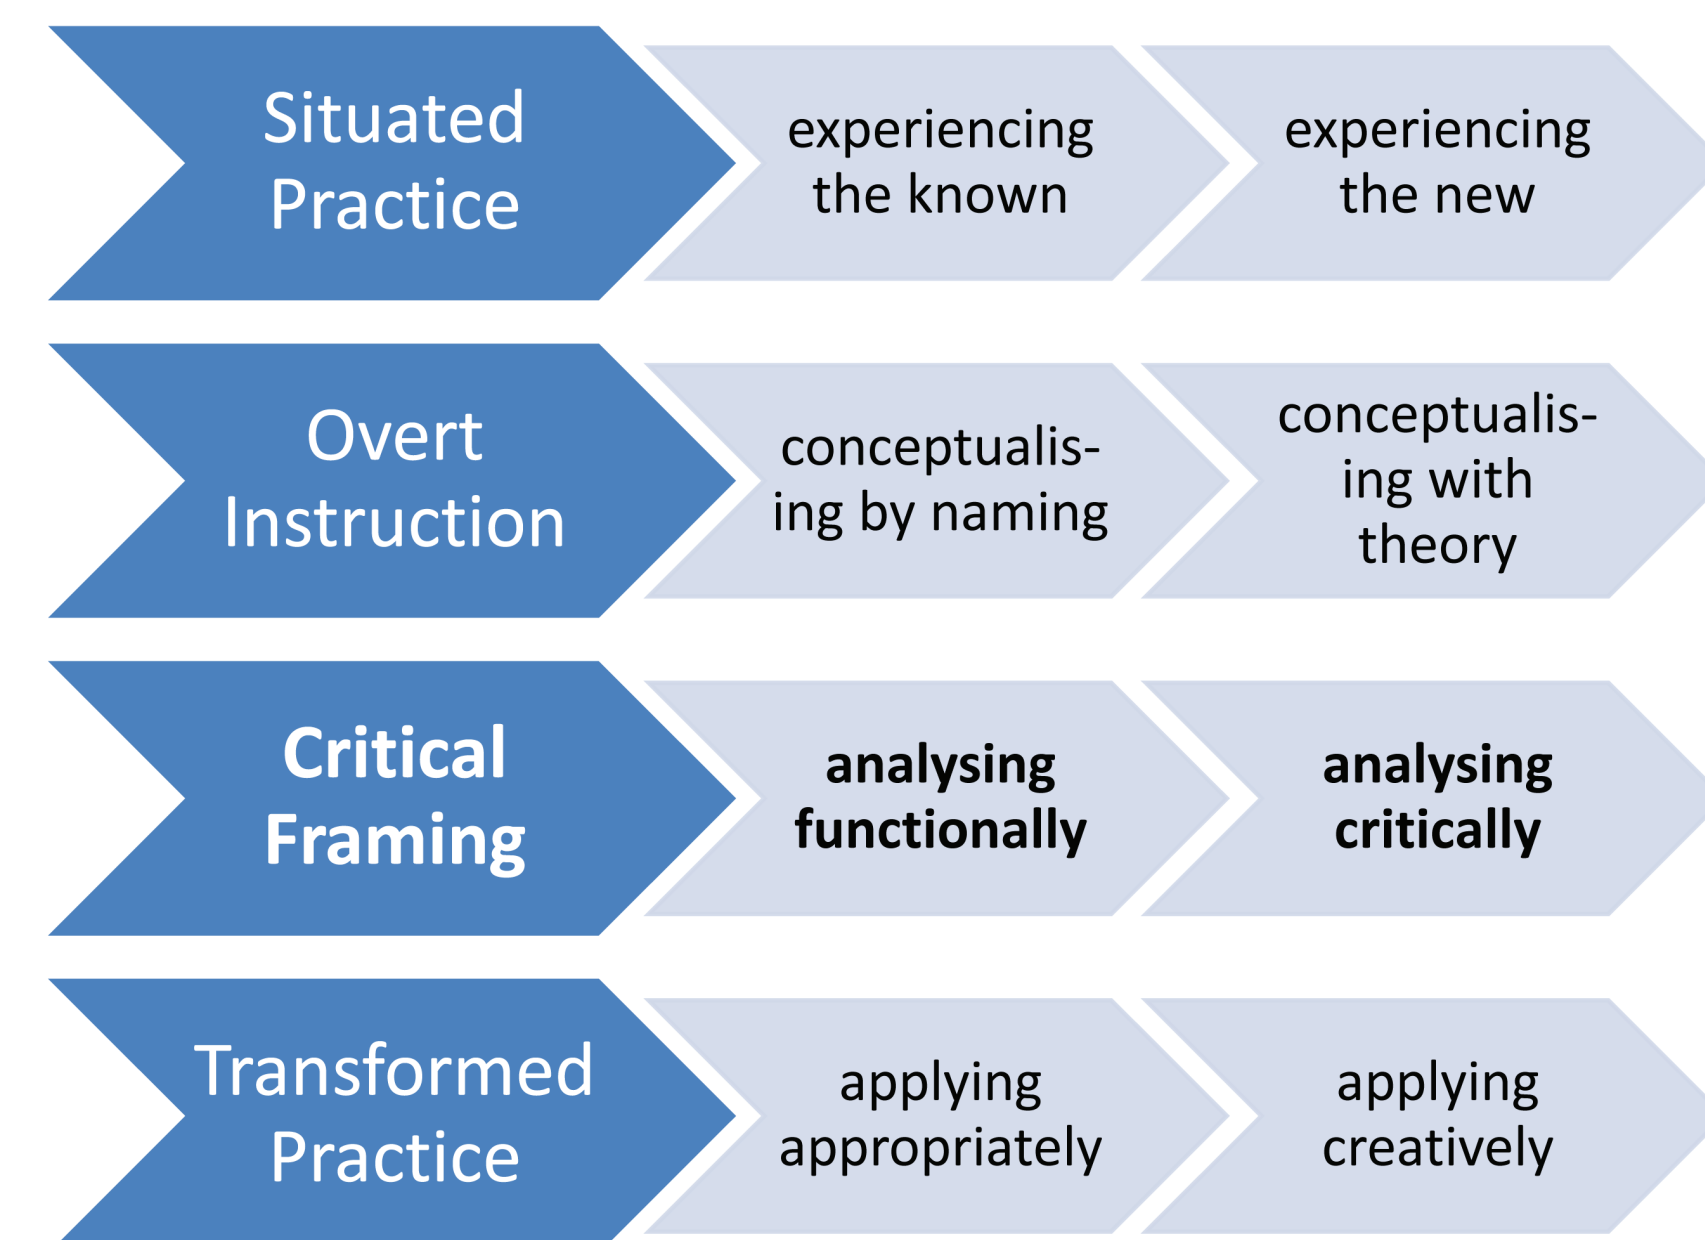 Situated
Practice
experiencing
the known
experiencing
the new
Overt
Instruction
conceptualis-
ing by naming
conceptualis-
ing with
theory
Critical
Framing
analysing
functionally
analysing
critically
Transformed
Practice
applying
appropriately
applying
creatively